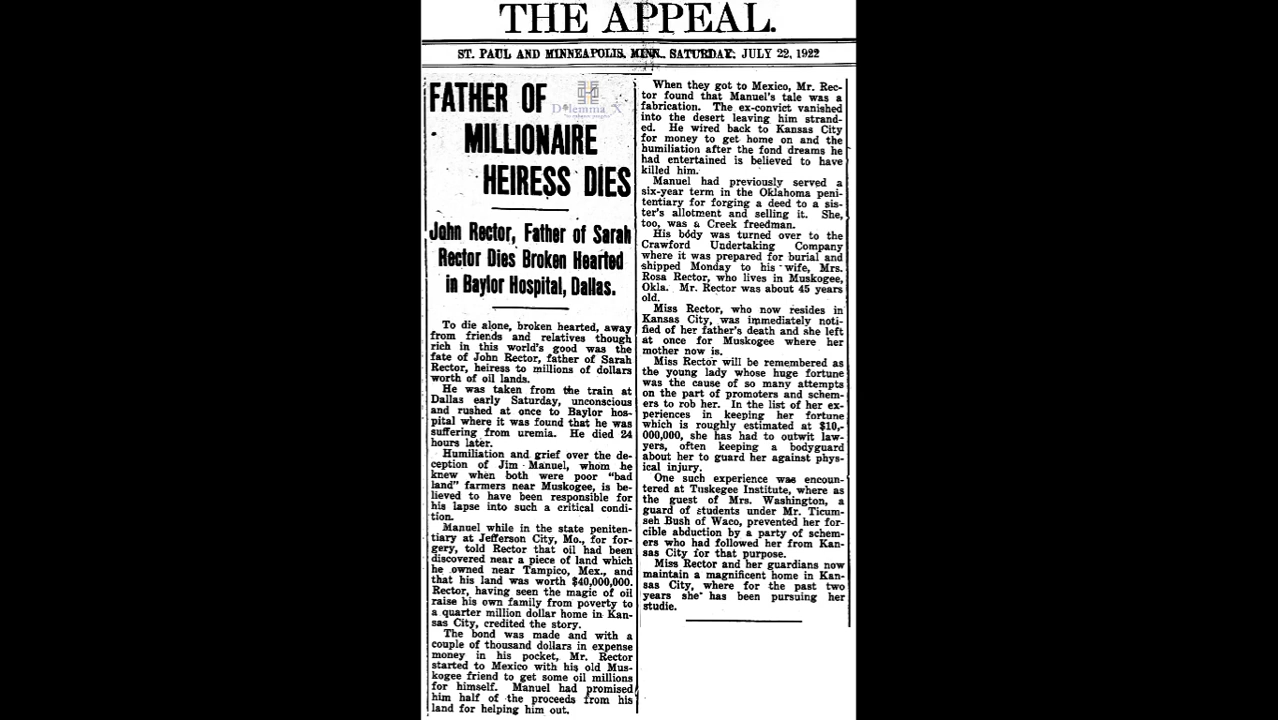 THE APPEAL.
ST. PAUL AND MINNEAPOLIS, MINN., SATURDAY, JULY 22, 1922
FATHER OF
MILLIONAIRE
HEIRESS DIES
John Rector, Father of Sarah
Rector Dies Broken Hearted
in Baylor Hospital, Dallas.
To die alone, broken hearted, away
from friends and relatives though
rich in this world's good was the
fate of John Rector, father of Sarah
Rector, heiress to millions of dollars
worth of oil lands.
He was taken from the train at
Dallas early Saturday, unconscious
and rushed at once to Baylor hos-
pital where it was found that he was
suffering from uremia. He died 24
hours later.
Humiliation and grief over the de-
ception of Jim Manuel, whom he
knew when both were poor "bad
land" farmers near Muskogee, is be-
lieved to have been responsible for
his lapse into such a critical condi-
tion.
Manuel while in the state peniten-
tiary at Jefferson City, Mo., for for-
gery, told Rector that oil had been
discovered near a piece of land which
he owned near Tampico, Mex., and
that his land was worth $40,000,000.
Rector, having seen the magic of oil
raise his own family from poverty to
a quarter million dollar home in Kan-
sas City, credited the story.
The bond was made and with a
couple of thousand dollars in expense
money in his pocket, Mr. Rector
started to Mexico with his old Mus-
kogee friend to get some oil millions
for himself. Manuel had promised
him half of the proceeds from his
land for helping him out.
When they got to Mexico, Mr. Rec-
tor found that Manuel's tale was a
fabrication. The ex-convict vanished
into the desert leaving him strand-
ed. He wired back to Kansas City
for money to get home on and the
humiliation after the fond dreams he
had entertained is believed to have
killed him.
Manuel had previously served a
six-year term in the Oklahoma peni-
tentiary for forging a deed to a sis-
ter's allotment and selling it. She,
too, was a Creek freedman.
His body was turned over to the
Crawford Undertaking Company
where it was prepared for burial and
shipped Monday to his wife, Mrs.
Rosa Rector, who lives in Muskogee,
Okla. Mr. Rector was about 45 years
old.
Miss Rector, who now resides in
Kansas City, was immediately noti-
fied of her father's death and she left
at once for Muskogee where her
mother now is.
Miss Rector will be remembered as
the young lady whose huge fortune
was the cause of so many attempts
on the part of promoters and schem-
ers to rob her. In the list of her ex-
periences in keeping her fortune
which is roughly estimated at $10,-
000,000, she has had to outwit law-
yers, often keeping a bodyguard
about her to guard her against phys-
ical injury.
One such experience was encoun-
tered at Tuskegee Institute, where as
the guest of Mrs. Washington, a
guard of students under Mr. Ticum-
seh Bush of Waco, prevented her for-
cible abduction by a party of schem-
ers who had followed her from Kan-
sas City for that purpose.
Miss Rector and her guardians now
maintain a magnificent home in Kan-
sas City, where for the past two
years she has been pursuing her
studie.